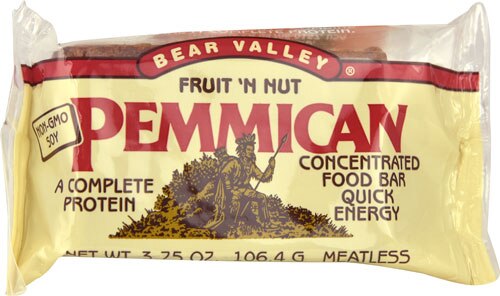 BEAR VALLEY ®
FRUIT 'N NUT
NON-GMO
SOY
PEMMICAN
A COMPLETE
PROTEIN
CONCENTRATED
FOOD BAR
QUICK
ENERGY
NET WT. 3.75 OZ. 106.4 G MEATLESS